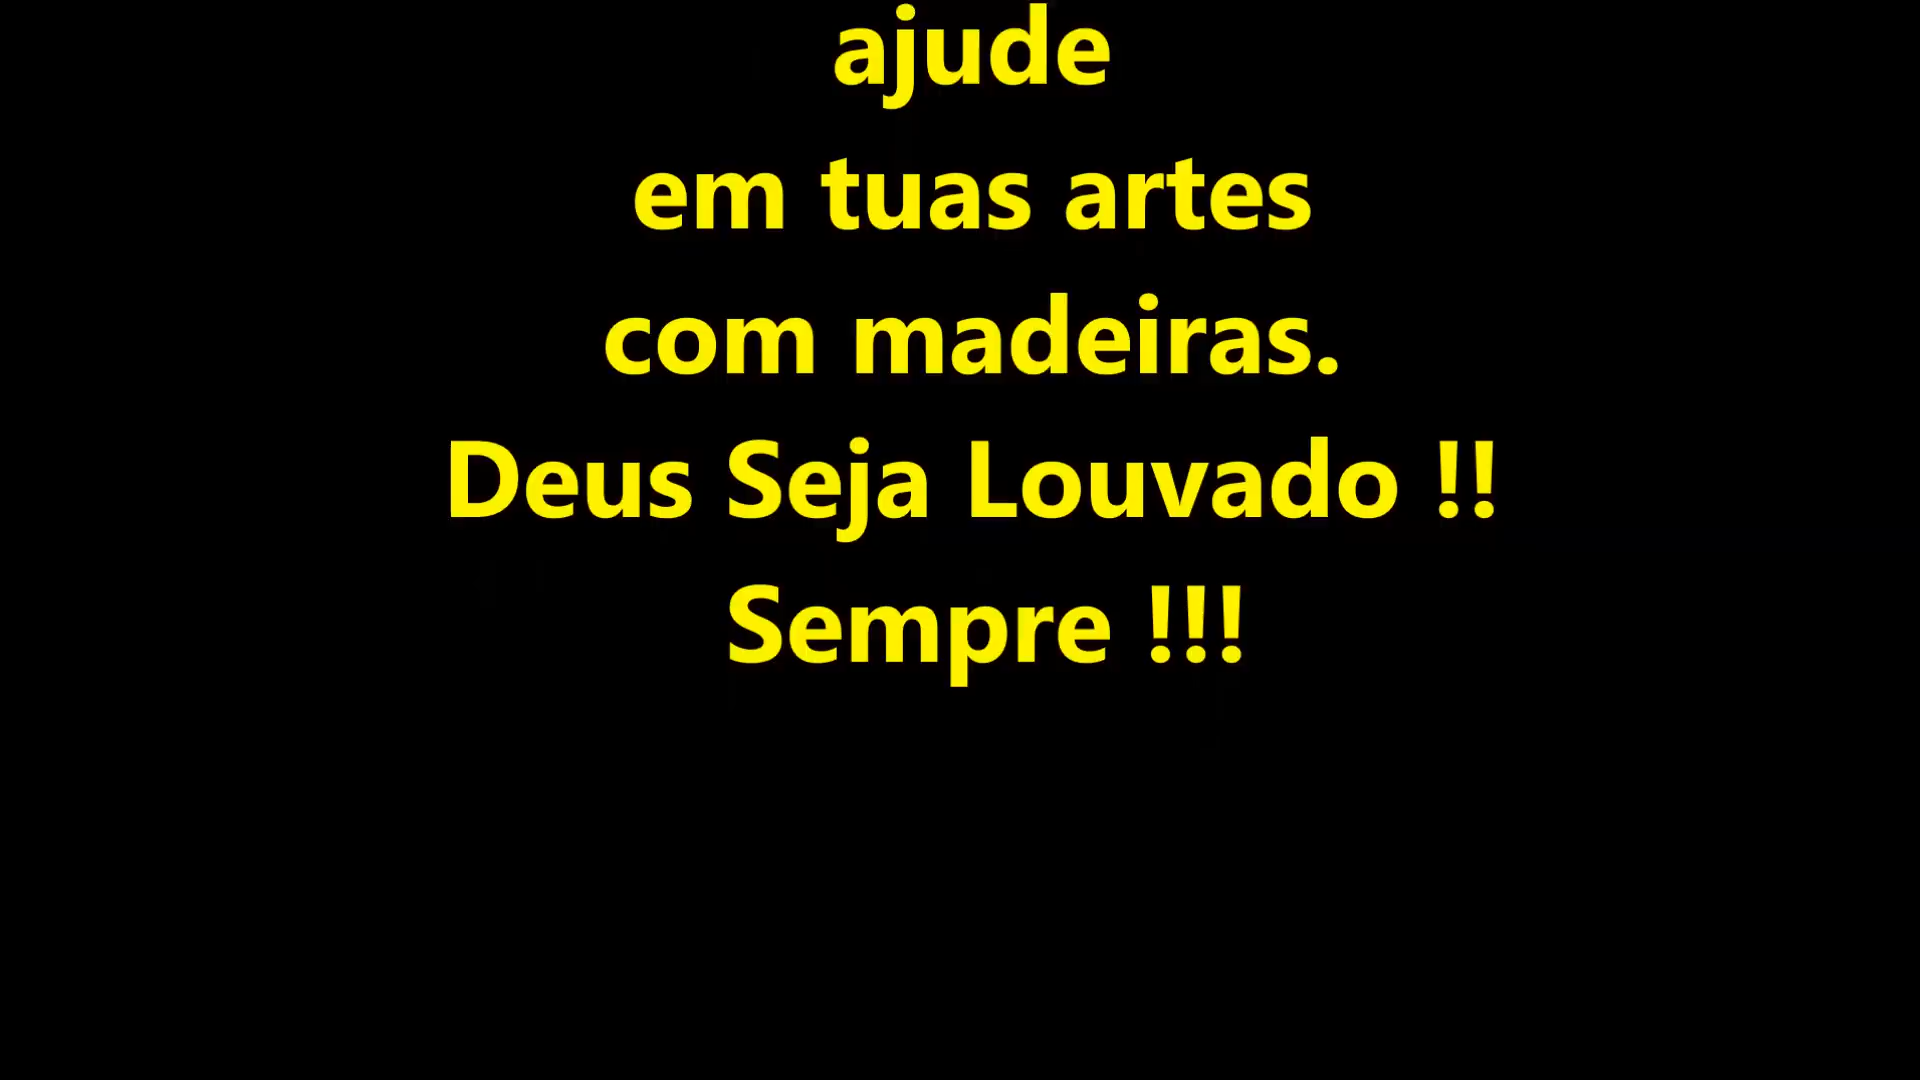 ajude
em tuas artes
com madeiras.
Deus Seja Louvado !!
Sempre !!!